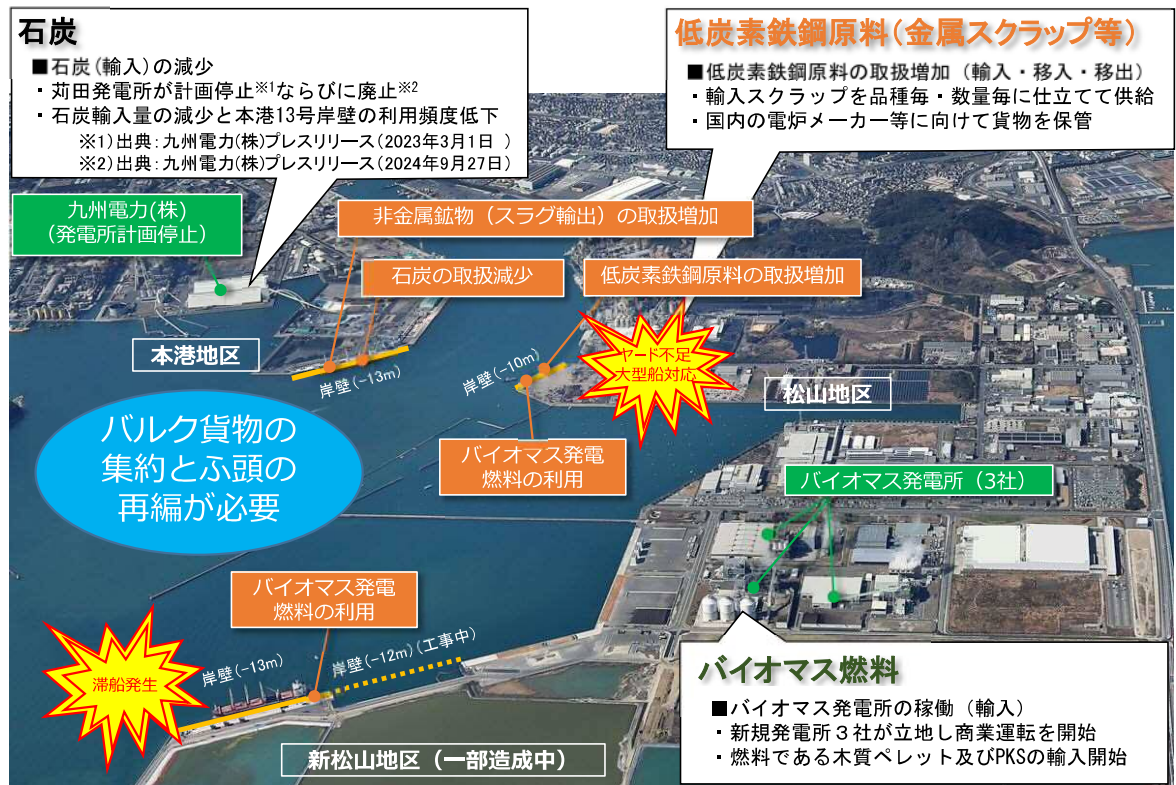 石炭
■石炭(輸入)の減少
・苅田発電所が計画停止※1ならびに廃止※2
・石炭輸入量の減少と本港13号岸壁の利用頻度低下
※1)出典:九州電力(株)プレスリリース(2023年3月1日)
※2)出典:九州電力(株)プレスリリース(2024年9月27日)
低炭素鉄鋼原料(金属スクラップ等)
■低炭素鉄鋼原料の取扱増加(輸入・移入・移出)
・輸入スクラップを品種毎・数量毎に仕立てて供給
・国内の電炉メーカー等に向けて貨物を保管
九州電力(株)
(発電所計画停止)
非金属鉱物(スラグ輸出)の取扱増加
石炭の取扱減少
低炭素鉄鋼原料の取扱増加
本港地区
岸壁(-13m)
岸壁(-10m)
ヤード不足
大型船対応
松山地区
バルク貨物の
集約とふ頭の
再編が必要
バイオマス発電
燃料の利用
バイオマス発電所(3社)
バイオマス発電
燃料の利用
滞船発生
岸壁(-13m)
岸壁(-12m)(工事中)
新松山地区(一部造成中)
バイオマス燃料
■バイオマス発電所の稼働(輸入)
・新規発電所3社が立地し商業運転を開始
・燃料である木質ペレット及びPKSの輸入開始